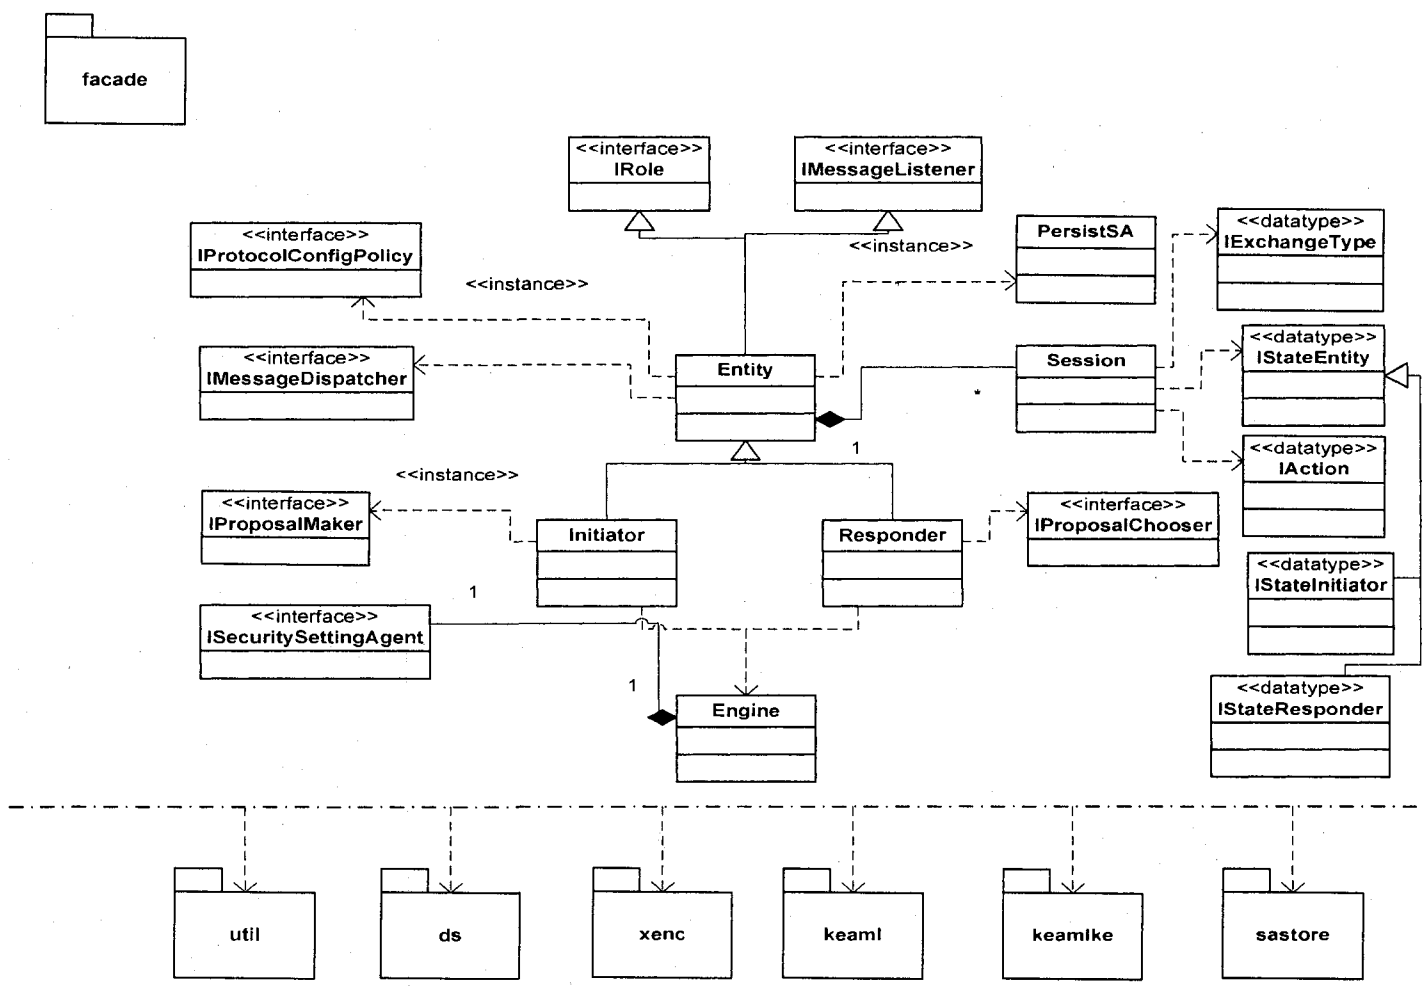 facade
<<interface>>
IRole
<<interface>>
IMessageListener
<<interface>>
IProtocolConfigPolicy
<<instance>>
<<instance>>
PersistSA
<<datatype>>
IExchangeType
<<interface>>
IMessageDispatcher
Entity
Session
<<datatype>>
IStateEntity
*
1
<<datatype>>
IAction
<<instance>>
<<interface>>
IProposalMaker
Initiator
Responder
<<interface>>
IProposalChooser
<<datatype>>
IStateInitiator
1
<<interface>>
ISecuritySettingAgent
1
Engine
<<datatype>>
IStateResponder
util
ds
xenc
keaml
keamlke
sastore